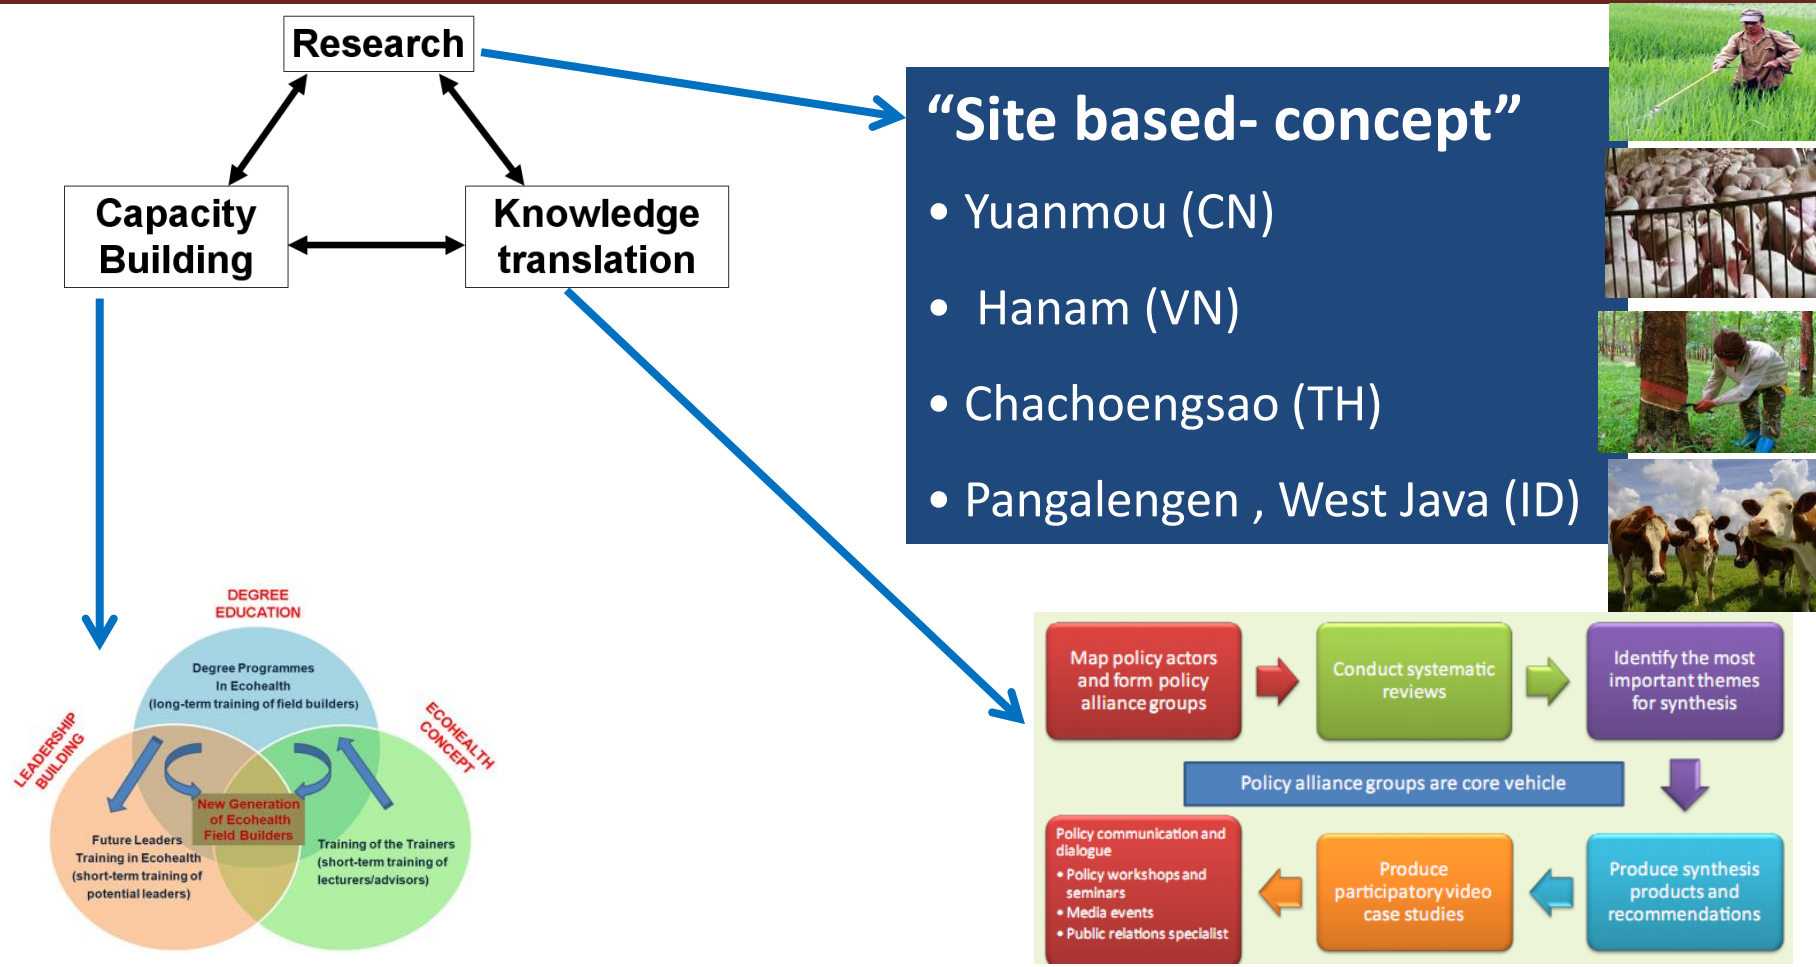 Research
Capacity
Building
Knowledge
translation
“Site based- concept”
• Yuanmou (CN)
• Hanam (VN)
• Chachoengsao (TH)
• Pangalengen , West Java (ID)
DEGREE
EDUCATION
Degree Programmes
In Ecohealth
(long-term training of field builders)
LEADERSHIP
BUILDING
ECOHEALTH
CONCEPT
New Generation
of Ecohealth
Field Builders
Future Leaders
Training in Ecohealth
(short-term training of
potential leaders)
Training of the Trainers
(short-term training of
lecturers/advisors)
Map policy actors
and form policy
alliance groups
Conduct systematic
reviews
Identify the most
important themes
for synthesis
Policy alliance groups are core vehicle
Policy communication and
dialogue
• Policy workshops and
seminars
• Media events
• Public relations specialist
Produce
participatory video
case studies
Produce synthesis
products and
recommendations